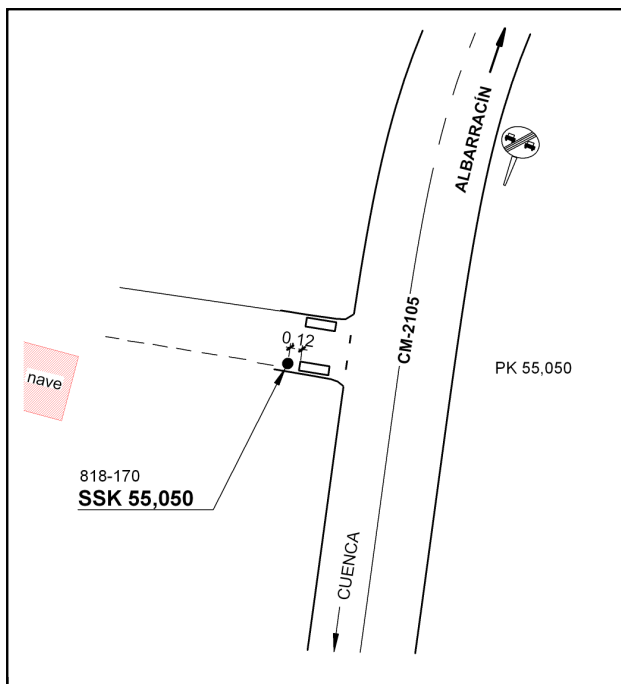 ALBARRACÍN
CM-2105
0,12
PK 55,050
nave
818-170
SSK 55,050
CUENCA